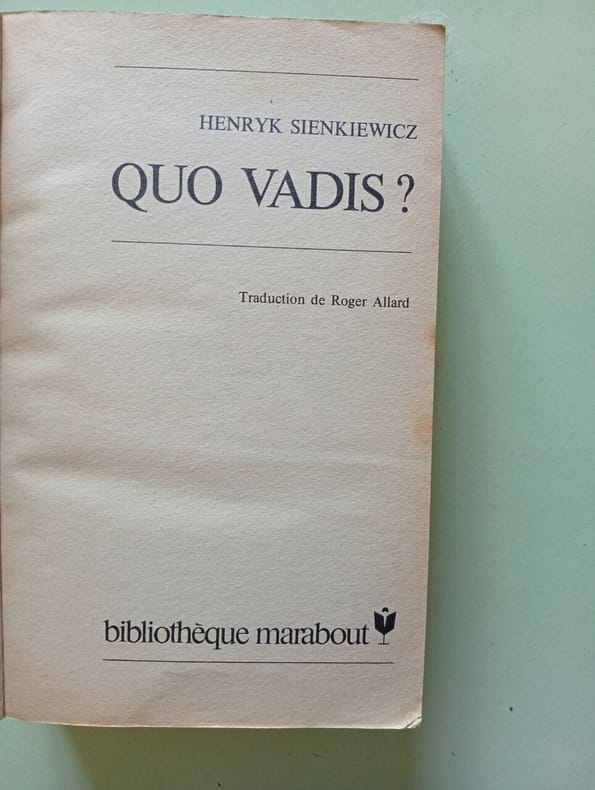 HENRYK SIENKIEWICZ
QUO VADIS ?
Traduction de Roger Allard
bibliothèque marabout